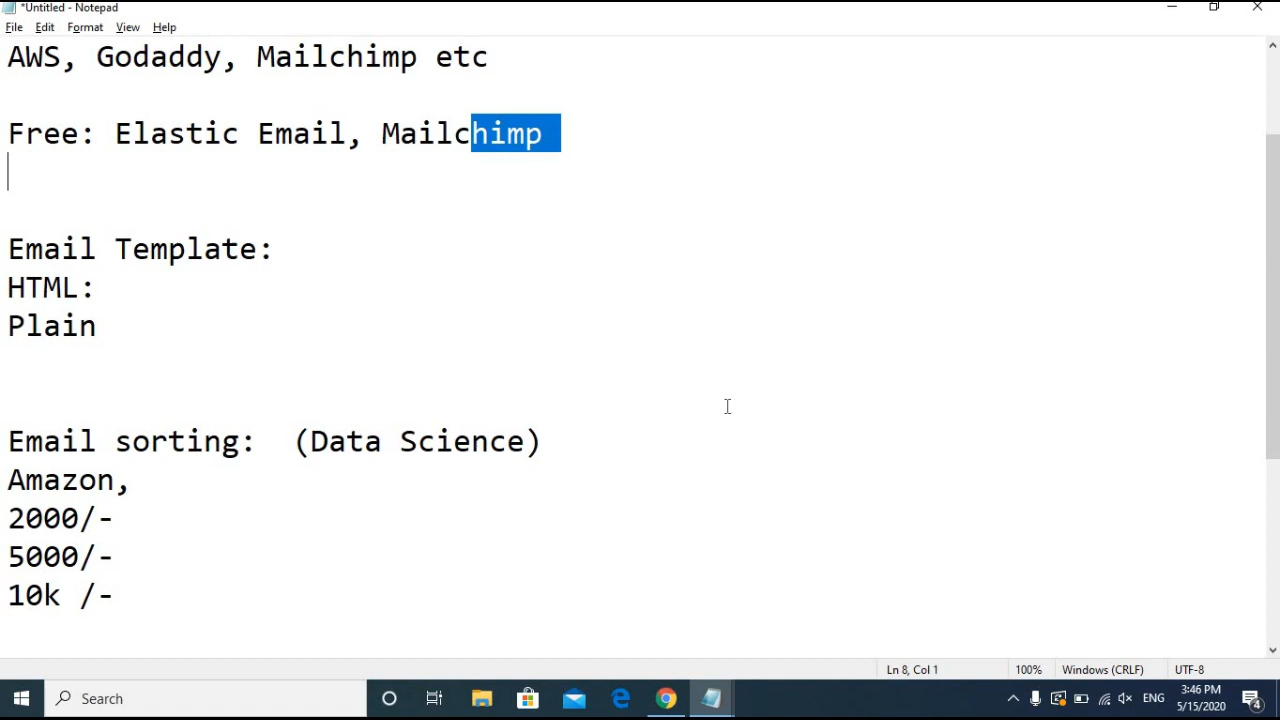 *Untitled - Notepad
File Edit Format View Help
AWS, Godaddy, Mailchimp etc
Free: Elastic Email, Mailchimp
Email Template:
HTML:
Plain
Email sorting:  (Data Science)
Amazon,
2000/-
5000/-
10k /-
Ln 8, Col 1 100% Windows (CRLF) UTF-8
Search
ENG
3:46 PM
5/15/2020
4